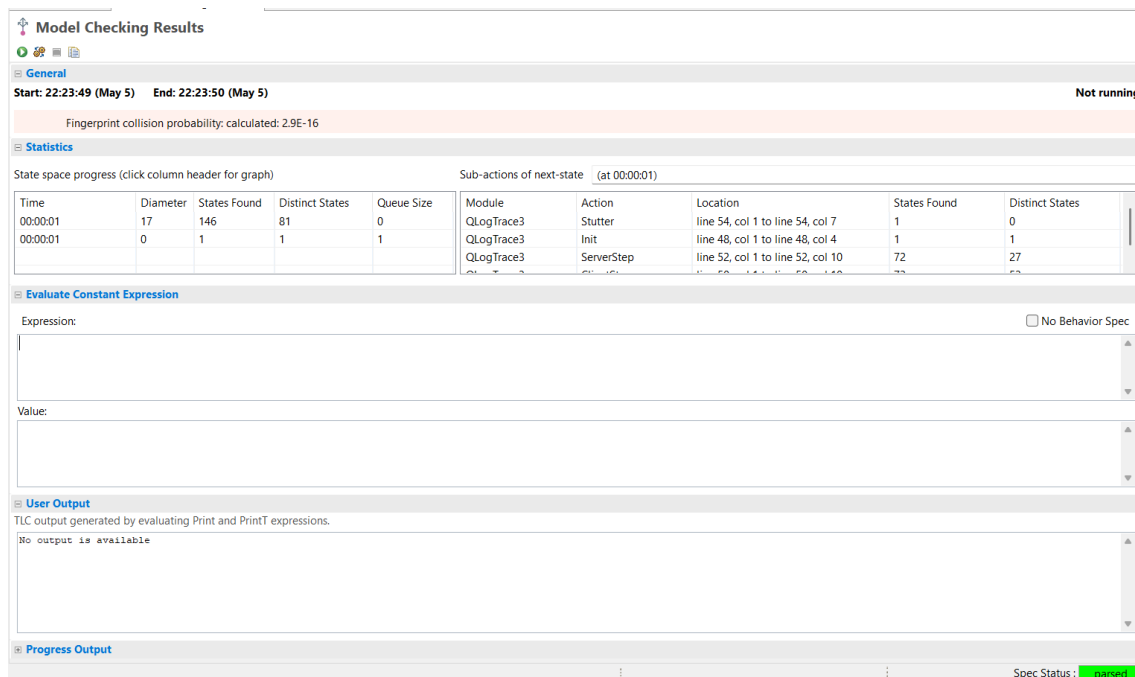 Model Checking Results
General
Start: 22:23:49 (May 5) End: 22:23:50 (May 5) Not running
Fingerprint collision probability: calculated: 2.9E-16
Statistics
State space progress (click column header for graph) Sub-actions of next-state (at 00:00:01)
Time Diameter States Found Distinct States Queue Size Module Action Location States Found Distinct States
00:00:01 17 146 81 0 QLogTrace3 Stutter line 54, col 1 to line 54, col 7 1 0
00:00:01 0 1 1 1 QLogTrace3 Init line 48, col 1 to line 48, col 4 1 1
QLogTrace3 ServerStep line 52, col 1 to line 52, col 10 72 27
Evaluate Constant Expression
Expression: No Behavior Spec
Value:
User Output
TLC output generated by evaluating Print and PrintT expressions.
No output is available
Progress Output
Spec Status : parsed